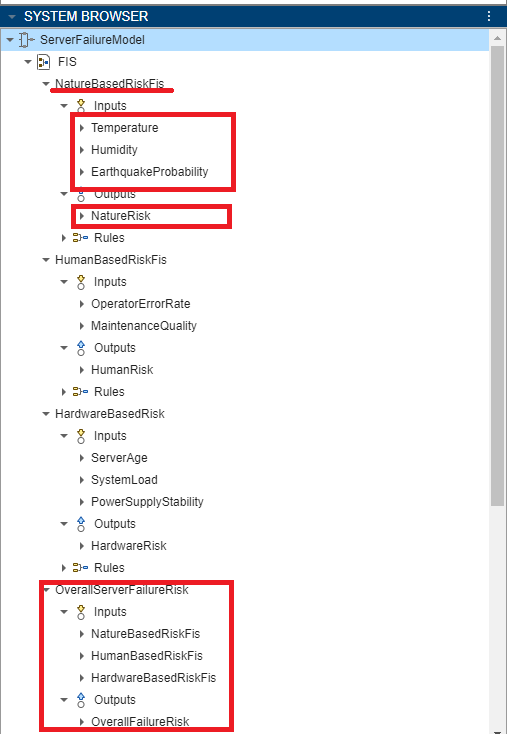 SYSTEM BROWSER
ServerFailureModel
FIS
NatureBasedRiskFis
Inputs
Temperature
Humidity
EarthquakeProbability
Outputs
NatureRisk
Rules
HumanBasedRiskFis
Inputs
OperatorErrorRate
MaintenanceQuality
Outputs
HumanRisk
Rules
HardwareBasedRisk
Inputs
ServerAge
SystemLoad
PowerSupplyStability
Outputs
HardwareRisk
Rules
OverallServerFailureRisk
Inputs
NatureBasedRiskFis
HumanBasedRiskFis
HardwareBasedRiskFis
Outputs
OverallFailureRisk